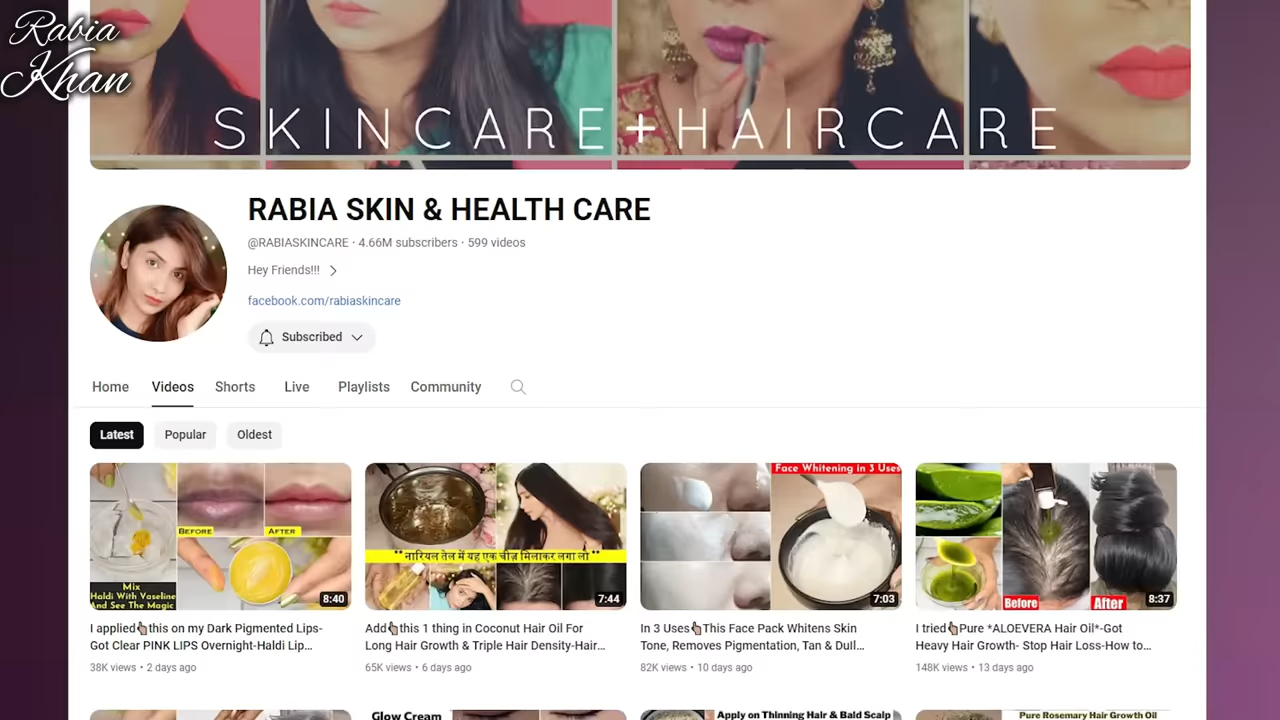 Rabia
Khan
SKINCARE+HAIRCARE
RABIA SKIN & HEALTH CARE
@RABIASKINCARE · 4.66M subscribers · 599 videos
Hey Friends!!!
facebook.com/rabiaskincare
Subscribed
Home Videos Shorts Live Playlists Community
Latest Popular Oldest
BEFORE AFTER
Mix
Haldi With Vaseline
And See The Magic
8:40
**नारियल तेल में यह एक चीज़ मिलाकर लगा लो**
7:44
Face Whitening in 3 Uses
7:03
Before After
8:37
I applied👆this on my Dark Pigmented Lips-
Got Clear PINK LIPS Overnight-Haldi Lip...
38K views • 2 days ago
Add👆this 1 thing in Coconut Hair Oil For
Long Hair Growth & Triple Hair Density-Hair...
65K views • 6 days ago
In 3 Uses👆This Face Pack Whitens Skin
Tone, Removes Pigmentation, Tan & Dull...
82K views • 10 days ago
I tried👆Pure *ALOEVERA Hair Oil*-Got
Heavy Hair Growth- Stop Hair Loss-How to...
148K views • 13 days ago
Glow Cream
Apply on Thinning Hair & Bald Scalp
Pure Rosemary Hair Growth Oil